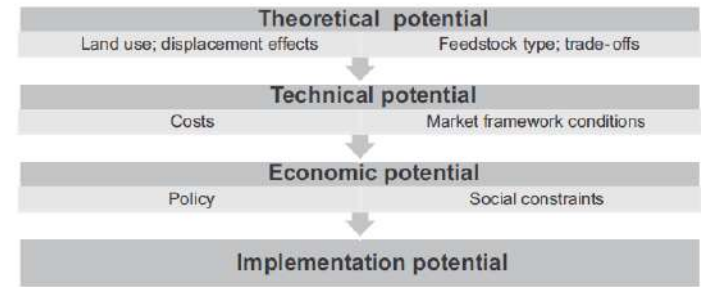 Theoretical potential
Land use; displacement effects Feedstock type; trade-offs
Technical potential
Costs Market framework conditions
Economic potential
Policy Social constraints
Implementation potential